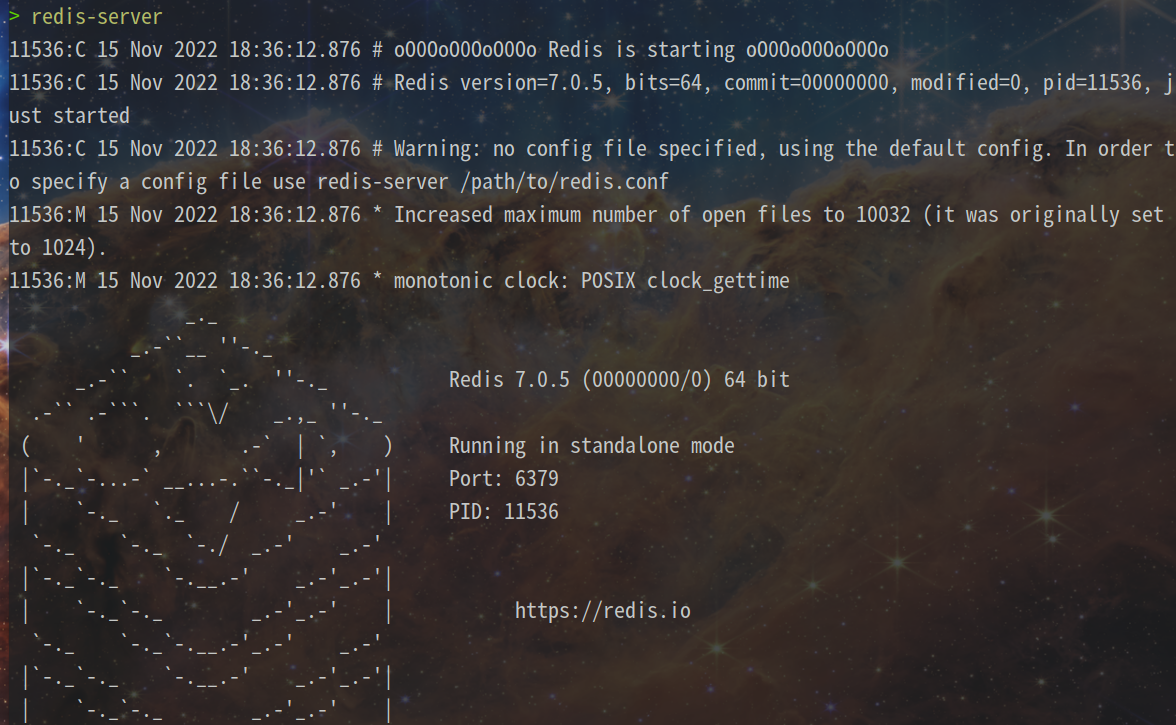 > redis-server
11536:C 15 Nov 2022 18:36:12.876 # oO0OoO0OoO0Oo Redis is starting oO0OoO0OoO0Oo
11536:C 15 Nov 2022 18:36:12.876 # Redis version=7.0.5, bits=64, commit=00000000, modified=0, pid=11536, j
ust started
11536:C 15 Nov 2022 18:36:12.876 # Warning: no config file specified, using the default config. In order t
o specify a config file use redis-server /path/to/redis.conf
11536:M 15 Nov 2022 18:36:12.876 * Increased maximum number of open files to 10032 (it was originally set
to 1024).
11536:M 15 Nov 2022 18:36:12.876 * monotonic clock: POSIX clock_gettime
                _._
           _.-``__ ''-._
      _.-``    `.  `_.  ''-._           Redis 7.0.5 (00000000/0) 64 bit
  .-`` .-```.  ```\/    _.,_ ''-._
 (    '      ,       .-`  | `,    )     Running in standalone mode
 |`-._`-...-` __...-.``-._|'` _.-'|     Port: 6379
 |    `-._   `._    /     _.-'    |     PID: 11536
  `-._    `-._  `-./  _.-'    _.-'
 |`-._`-._    `-.__.-'    _.-'_.-'|
 |    `-._`-._        _.-'_.-'    |           https://redis.io
  `-._    `-._`-.__.-'_.-'    _.-'
 |`-._`-._    `-.__.-'    _.-'_.-'|
 |    `-._`-._        _.-'_.-'    |